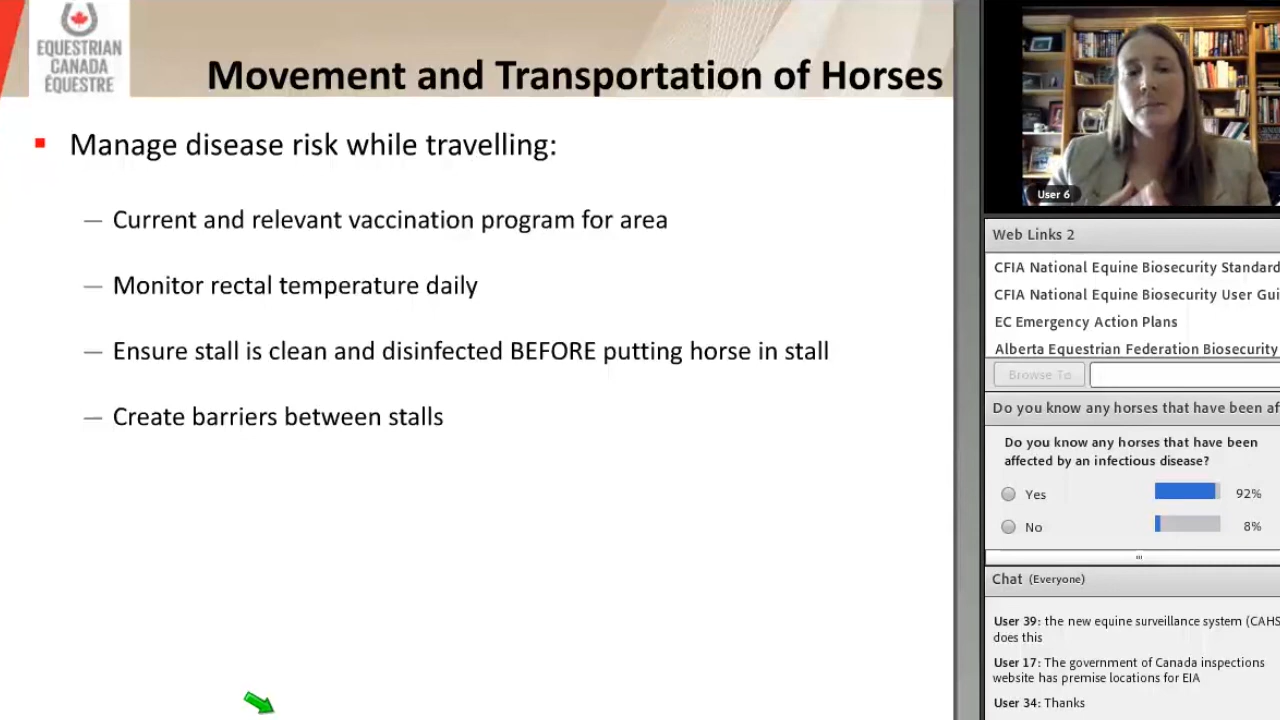 EQUESTRIAN
CANADA
ÉQUESTRE
Movement and Transportation of Horses
Manage disease risk while travelling:
— Current and relevant vaccination program for area
— Monitor rectal temperature daily
— Ensure stall is clean and disinfected BEFORE putting horse in stall
— Create barriers between stalls
User 6
Web Links 2
CFIA National Equine Biosecurity Standard
CFIA National Equine Biosecurity User Gui
EC Emergency Action Plans
Alberta Equestrian Federation Biosecurity
Browse To
Do you know any horses that have been af
Do you know any horses that have been
affected by an infectious disease?
Yes 92%
No 8%
Chat (Everyone)
User 39: the new equine surveillance system (CAHS
does this
User 17: The government of Canada inspections
website has premise locations for EIA
User 34: Thanks